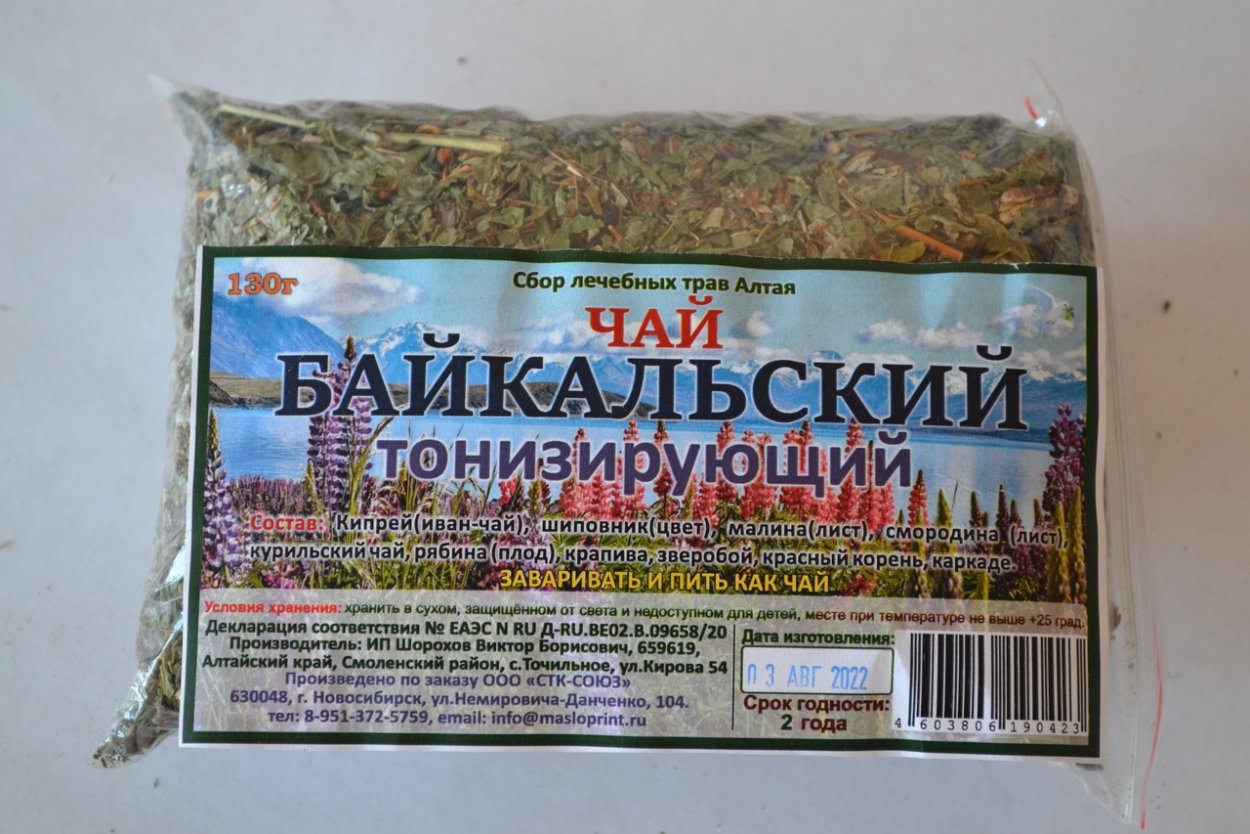 130г
Сбор лечебных трав Алтая
ЧАЙ
БАЙКАЛЬСКИЙ
тонизирующий
Состав: Кипрей(иван-чай), шиповник(цвет), малина(лист), смородина (лист),
курильский чай, рябина (плод), крапива, зверобой, красный корень, каркаде.
ЗАВАРИВАТЬ И ПИТЬ КАК ЧАЙ
Условия хранения: хранить в сухом, защищённом от света и недоступном для детей, месте при температуре не выше +25 град.
Декларация соответствия № ЕАЭС N RU Д-RU.ВЕ02.В.09658/20
Производитель: ИП Шорохов Виктор Борисович, 659619,
Алтайский край, Смоленский район, с.Точильное, ул.Кирова 54
Произведено по заказу ООО «СТК-СОЮЗ»
630048, г. Новосибирск, ул.Немировича-Данченко, 104.
тел: 8-951-372-5759, email: info@masloprint.ru
Дата изготовления:
03 АВГ 2022
Срок годности:
2 года
4 603806 190423